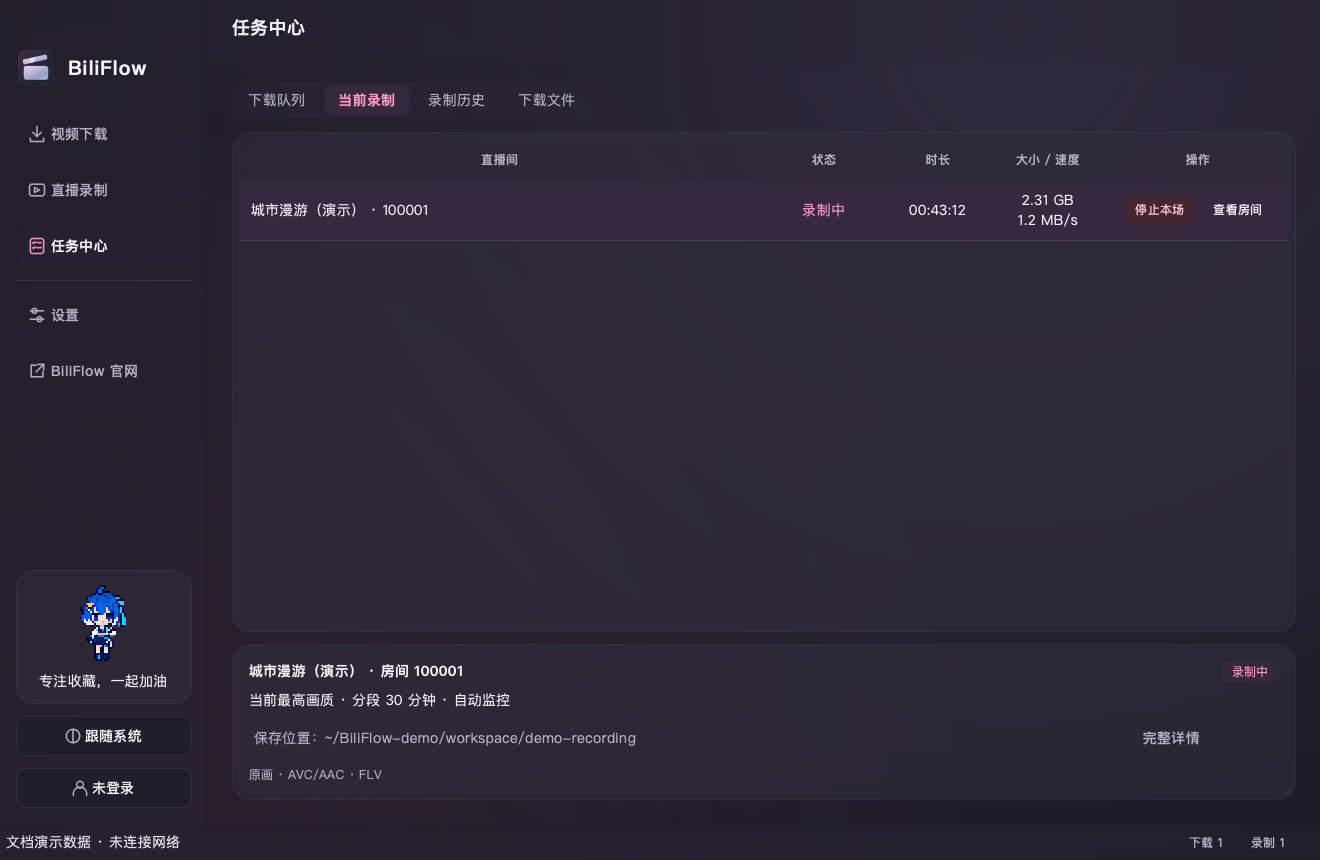 任务中心
BiliFlow
视频下载
直播录制
任务中心
设置
BiliFlow 官网
专注收藏，一起加油
跟随系统
未登录
下载队列 当前录制 录制历史 下载文件
直播间 状态 时长 大小 / 速度 操作
城市漫游（演示） · 100001 录制中 00:43:12 2.31 GB 停止本场 查看房间
1.2 MB/s
城市漫游（演示） · 房间 100001 录制中
当前最高画质 · 分段 30 分钟 · 自动监控
保存位置：~/BiliFlow-demo/workspace/demo-recording 完整详情
原画 · AVC/AAC · FLV
文档演示数据 · 未连接网络 下载 1 录制 1